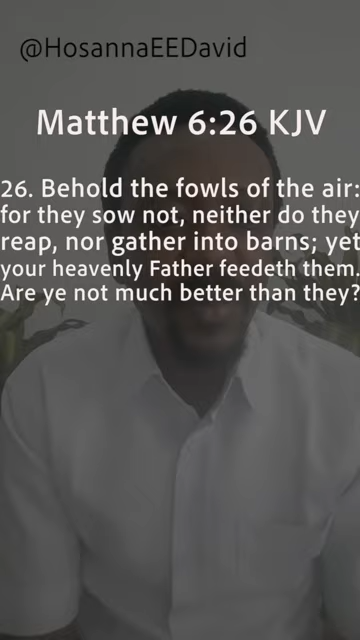 @HosannaEEDavid
Matthew 6:26 KJV
26. Behold the fowls of the air:
for they sow not, neither do they
reap, nor gather into barns; yet
your heavenly Father feedeth them.
Are ye not much better than they?